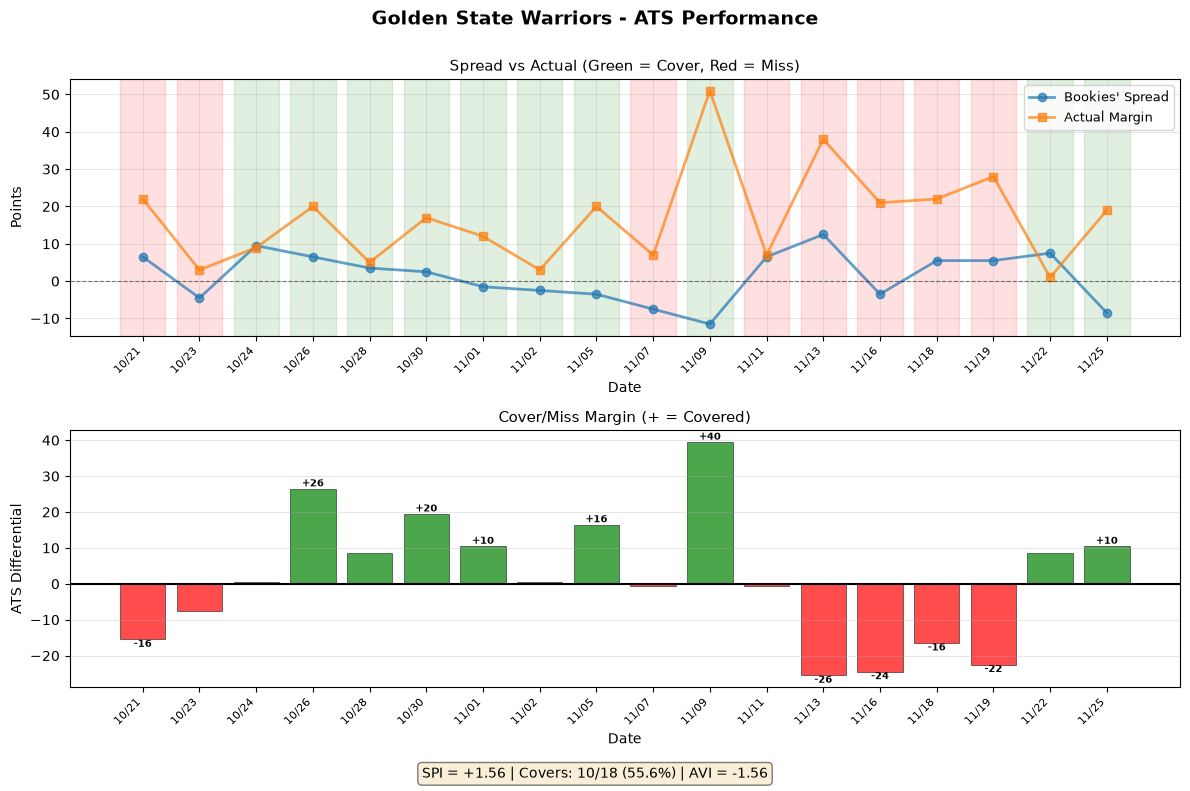 Golden State Warriors - ATS Performance
Spread vs Actual (Green = Cover, Red = Miss)
Points
50
40
30
20
10
0
−10
Bookies' Spread
Actual Margin
10/21 10/23 10/24 10/26 10/28 10/30 11/01 11/02 11/05 11/07 11/09 11/11 11/13 11/16 11/18 11/19 11/22 11/25
Date
Cover/Miss Margin (+ = Covered)
ATS Differential
40
30
20
10
0
−10
−20
-16 +26 +20 +10 +16 +40 -26 -24 -16 -22 +10
10/21 10/23 10/24 10/26 10/28 10/30 11/01 11/02 11/05 11/07 11/09 11/11 11/13 11/16 11/18 11/19 11/22 11/25
Date
SPI = +1.56 | Covers: 10/18 (55.6%) | AVI = -1.56